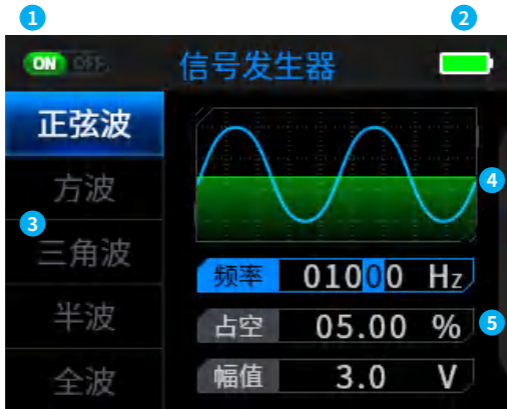 1
2
ON OFF
信号发生器
正弦波
方波
3
三角波
半波
全波
4
频率 01000 Hz
占空 05.00 %
5
幅值 3.0 V